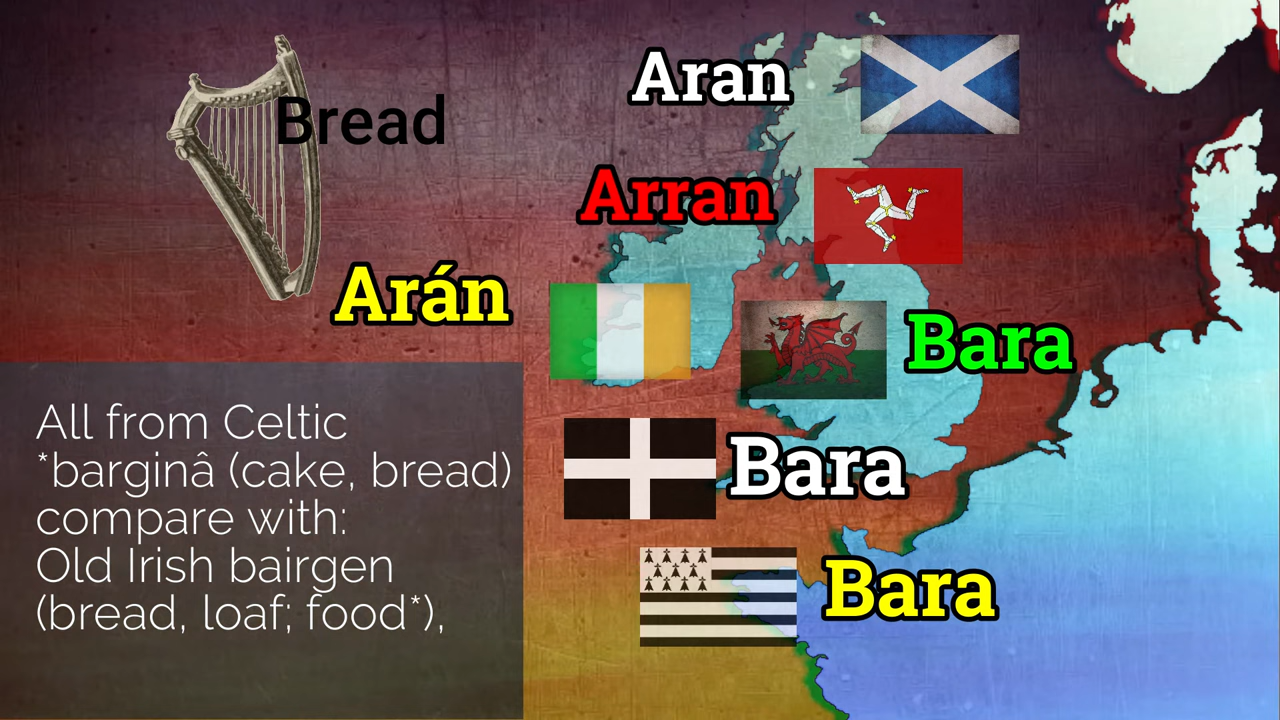 Bread
Aran
Arran
Arán
Bara
Bara
Bara
All from Celtic
*barginâ (cake, bread)
compare with:
Old Irish bairgen
(bread, loaf; food*),